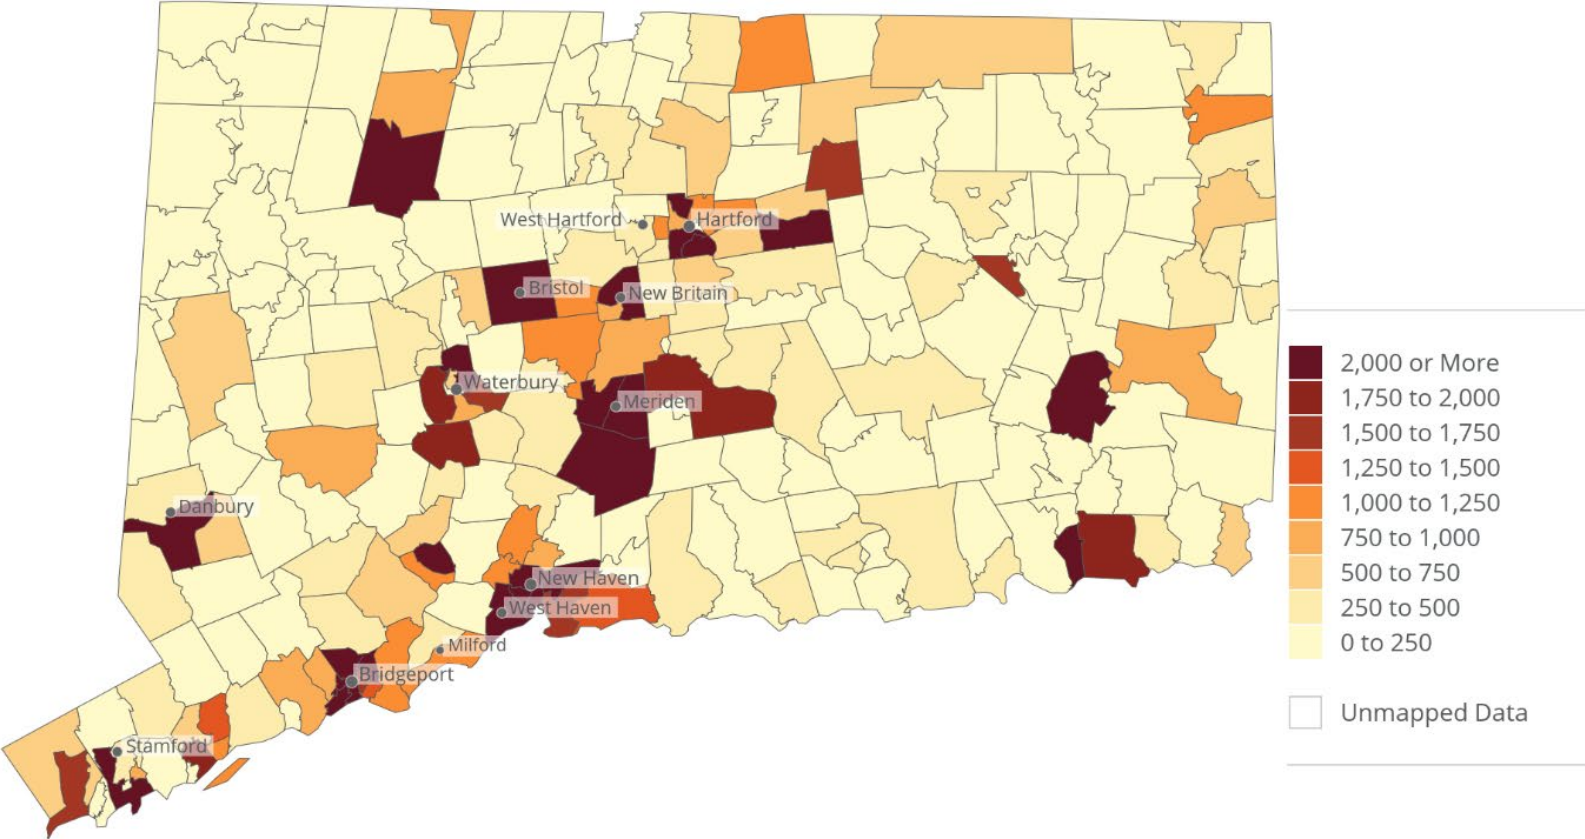 West Hartford
Hartford
Bristol
New Britain
Waterbury
Meriden
Danbury
New Haven
West Haven
Milford
Bridgeport
Stamford
2,000 or More
1,750 to 2,000
1,500 to 1,750
1,250 to 1,500
1,000 to 1,250
750 to 1,000
500 to 750
250 to 500
0 to 250
Unmapped Data